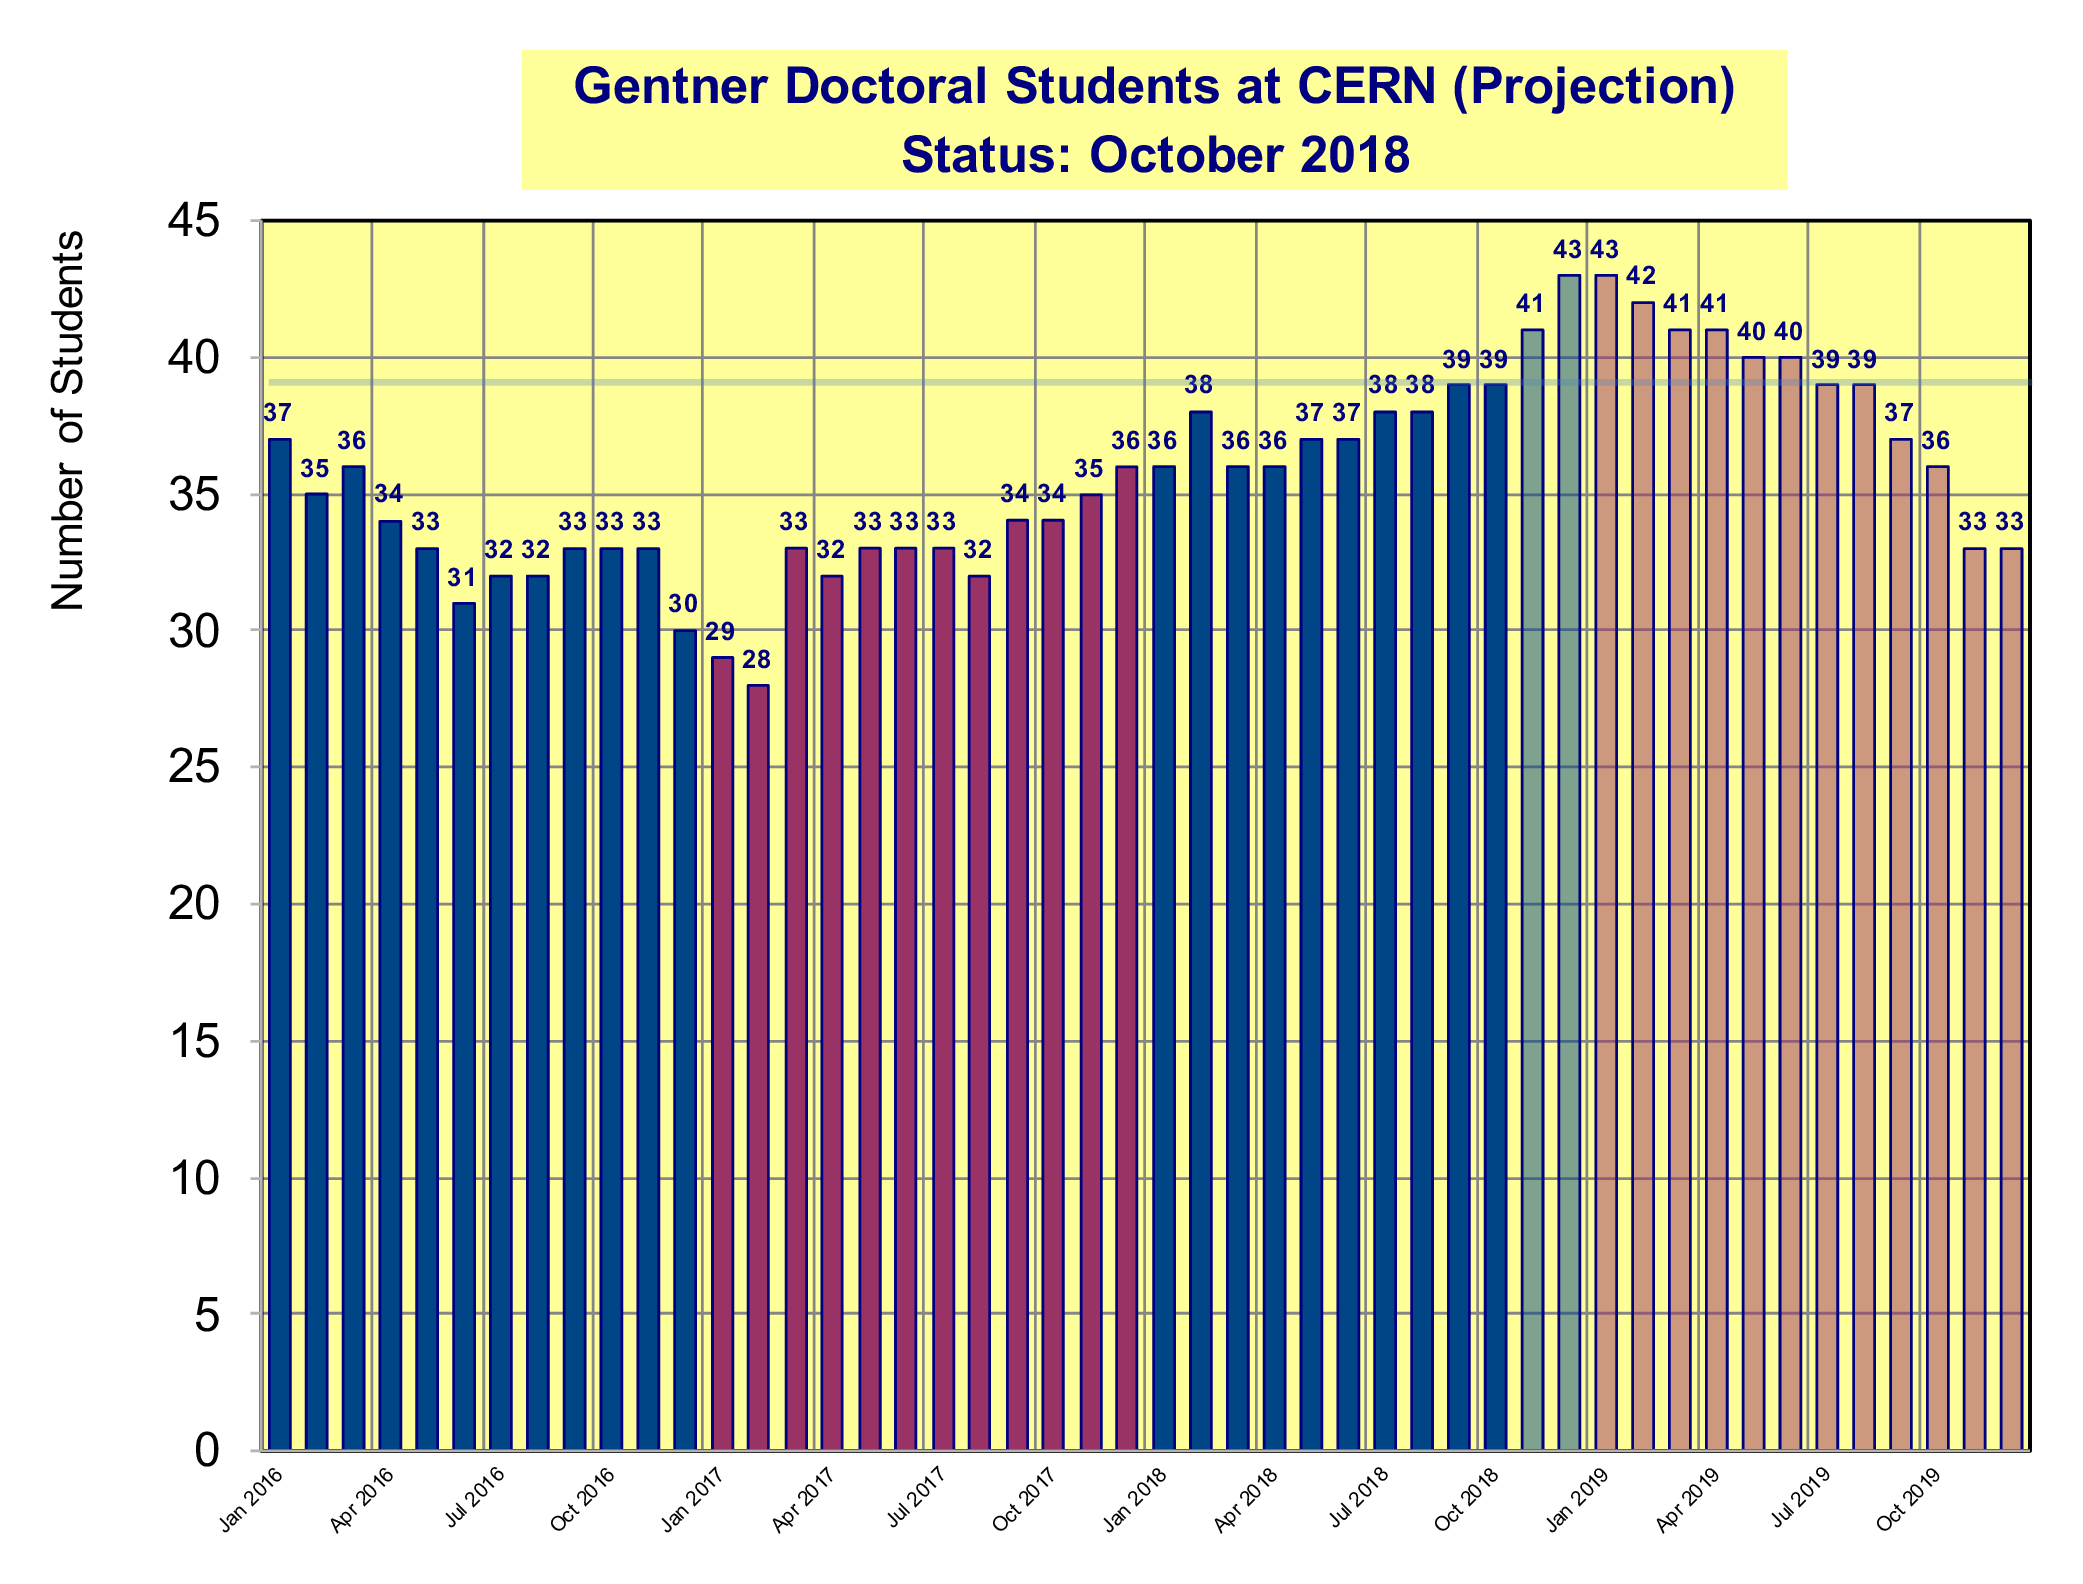 Gentner Doctoral Students at CERN (Projection)
Status: October 2018
Number of Students
45
40
35
30
25
20
15
10
5
0
37 35 36 34 33 31 32 32 33 33 33 30 29 28 33 32 33 33 33 32 34 34 35 36 36 38 36 36 37 37 38 38 39 39 41 43 43 42 41 41 40 40 39 39 37 36 33 33
Jan 2016 Apr 2016 Jul 2016 Oct 2016 Jan 2017 Apr 2017 Jul 2017 Oct 2017 Jan 2018 Apr 2018 Jul 2018 Oct 2018 Jan 2019 Apr 2019 Jul 2019 Oct 2019